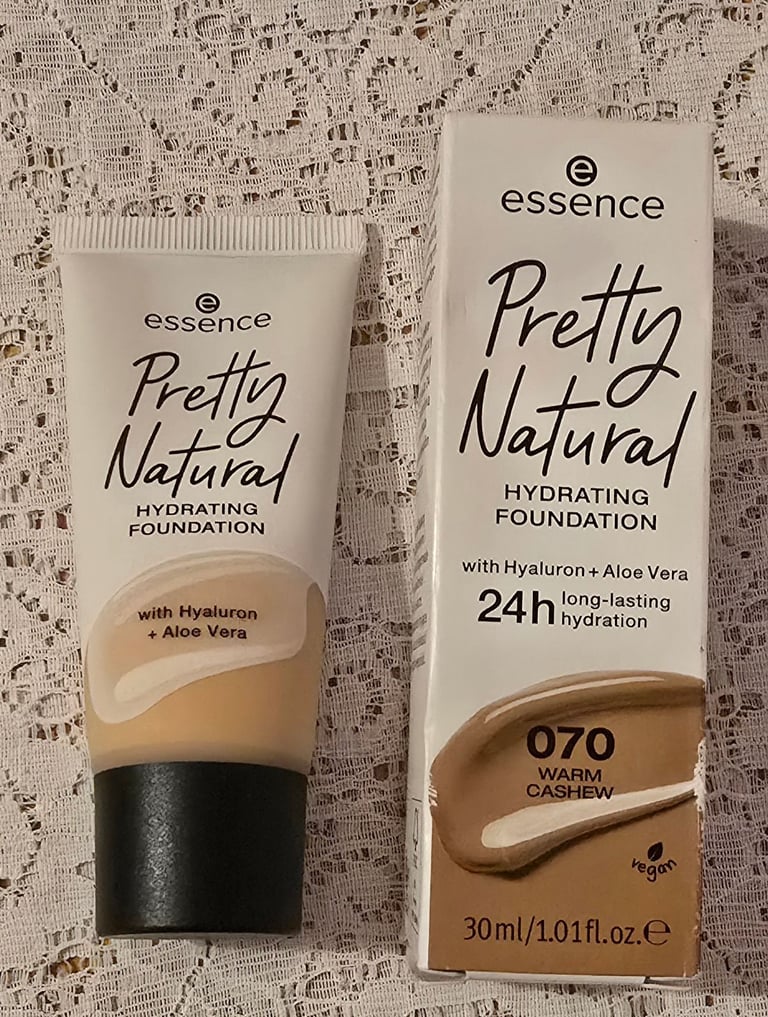 essence
Pretty
Natural
HYDRATING
FOUNDATION
with Hyaluron
+ Aloe Vera
essence
Pretty
Natural
HYDRATING
FOUNDATION
with Hyaluron + Aloe Vera
24h long-lasting
hydration
070
WARM
CASHEW
vegan
30ml/1.01fl.oz.℮